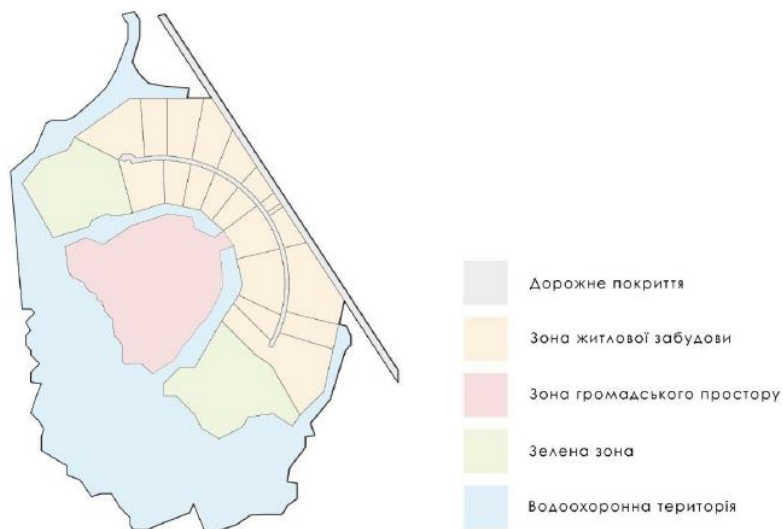 Дорожне покриття
Зона житлової забудови
Зона громадського простору
Зелена зона
Водоохоронна територія